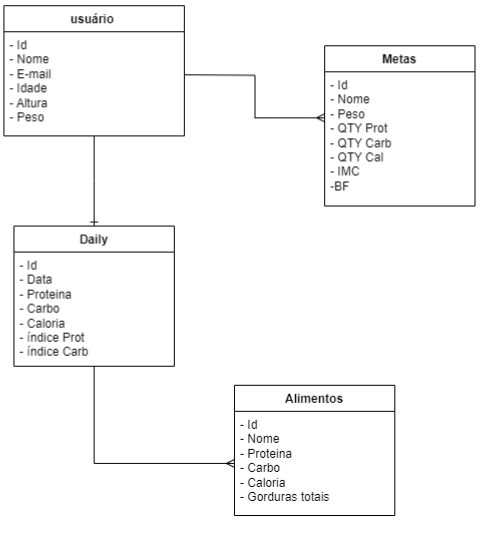 usuário
- Id
- Nome
- E-mail
- Idade
- Altura
- Peso
Metas
- Id
- Nome
- Peso
- QTY Prot
- QTY Carb
- QTY Cal
- IMC
-BF
Daily
- Id
- Data
- Proteina
- Carbo
- Caloria
- índice Prot
- índice Carb
Alimentos
- Id
- Nome
- Proteina
- Carbo
- Caloria
- Gorduras totais